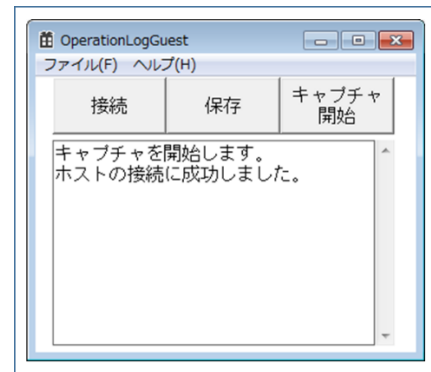 OperationLogGuest
ファイル(F) ヘルプ(H)
接続 保存 キャプチャ
開始
キャプチャを開始します。
ホストの接続に成功しました。